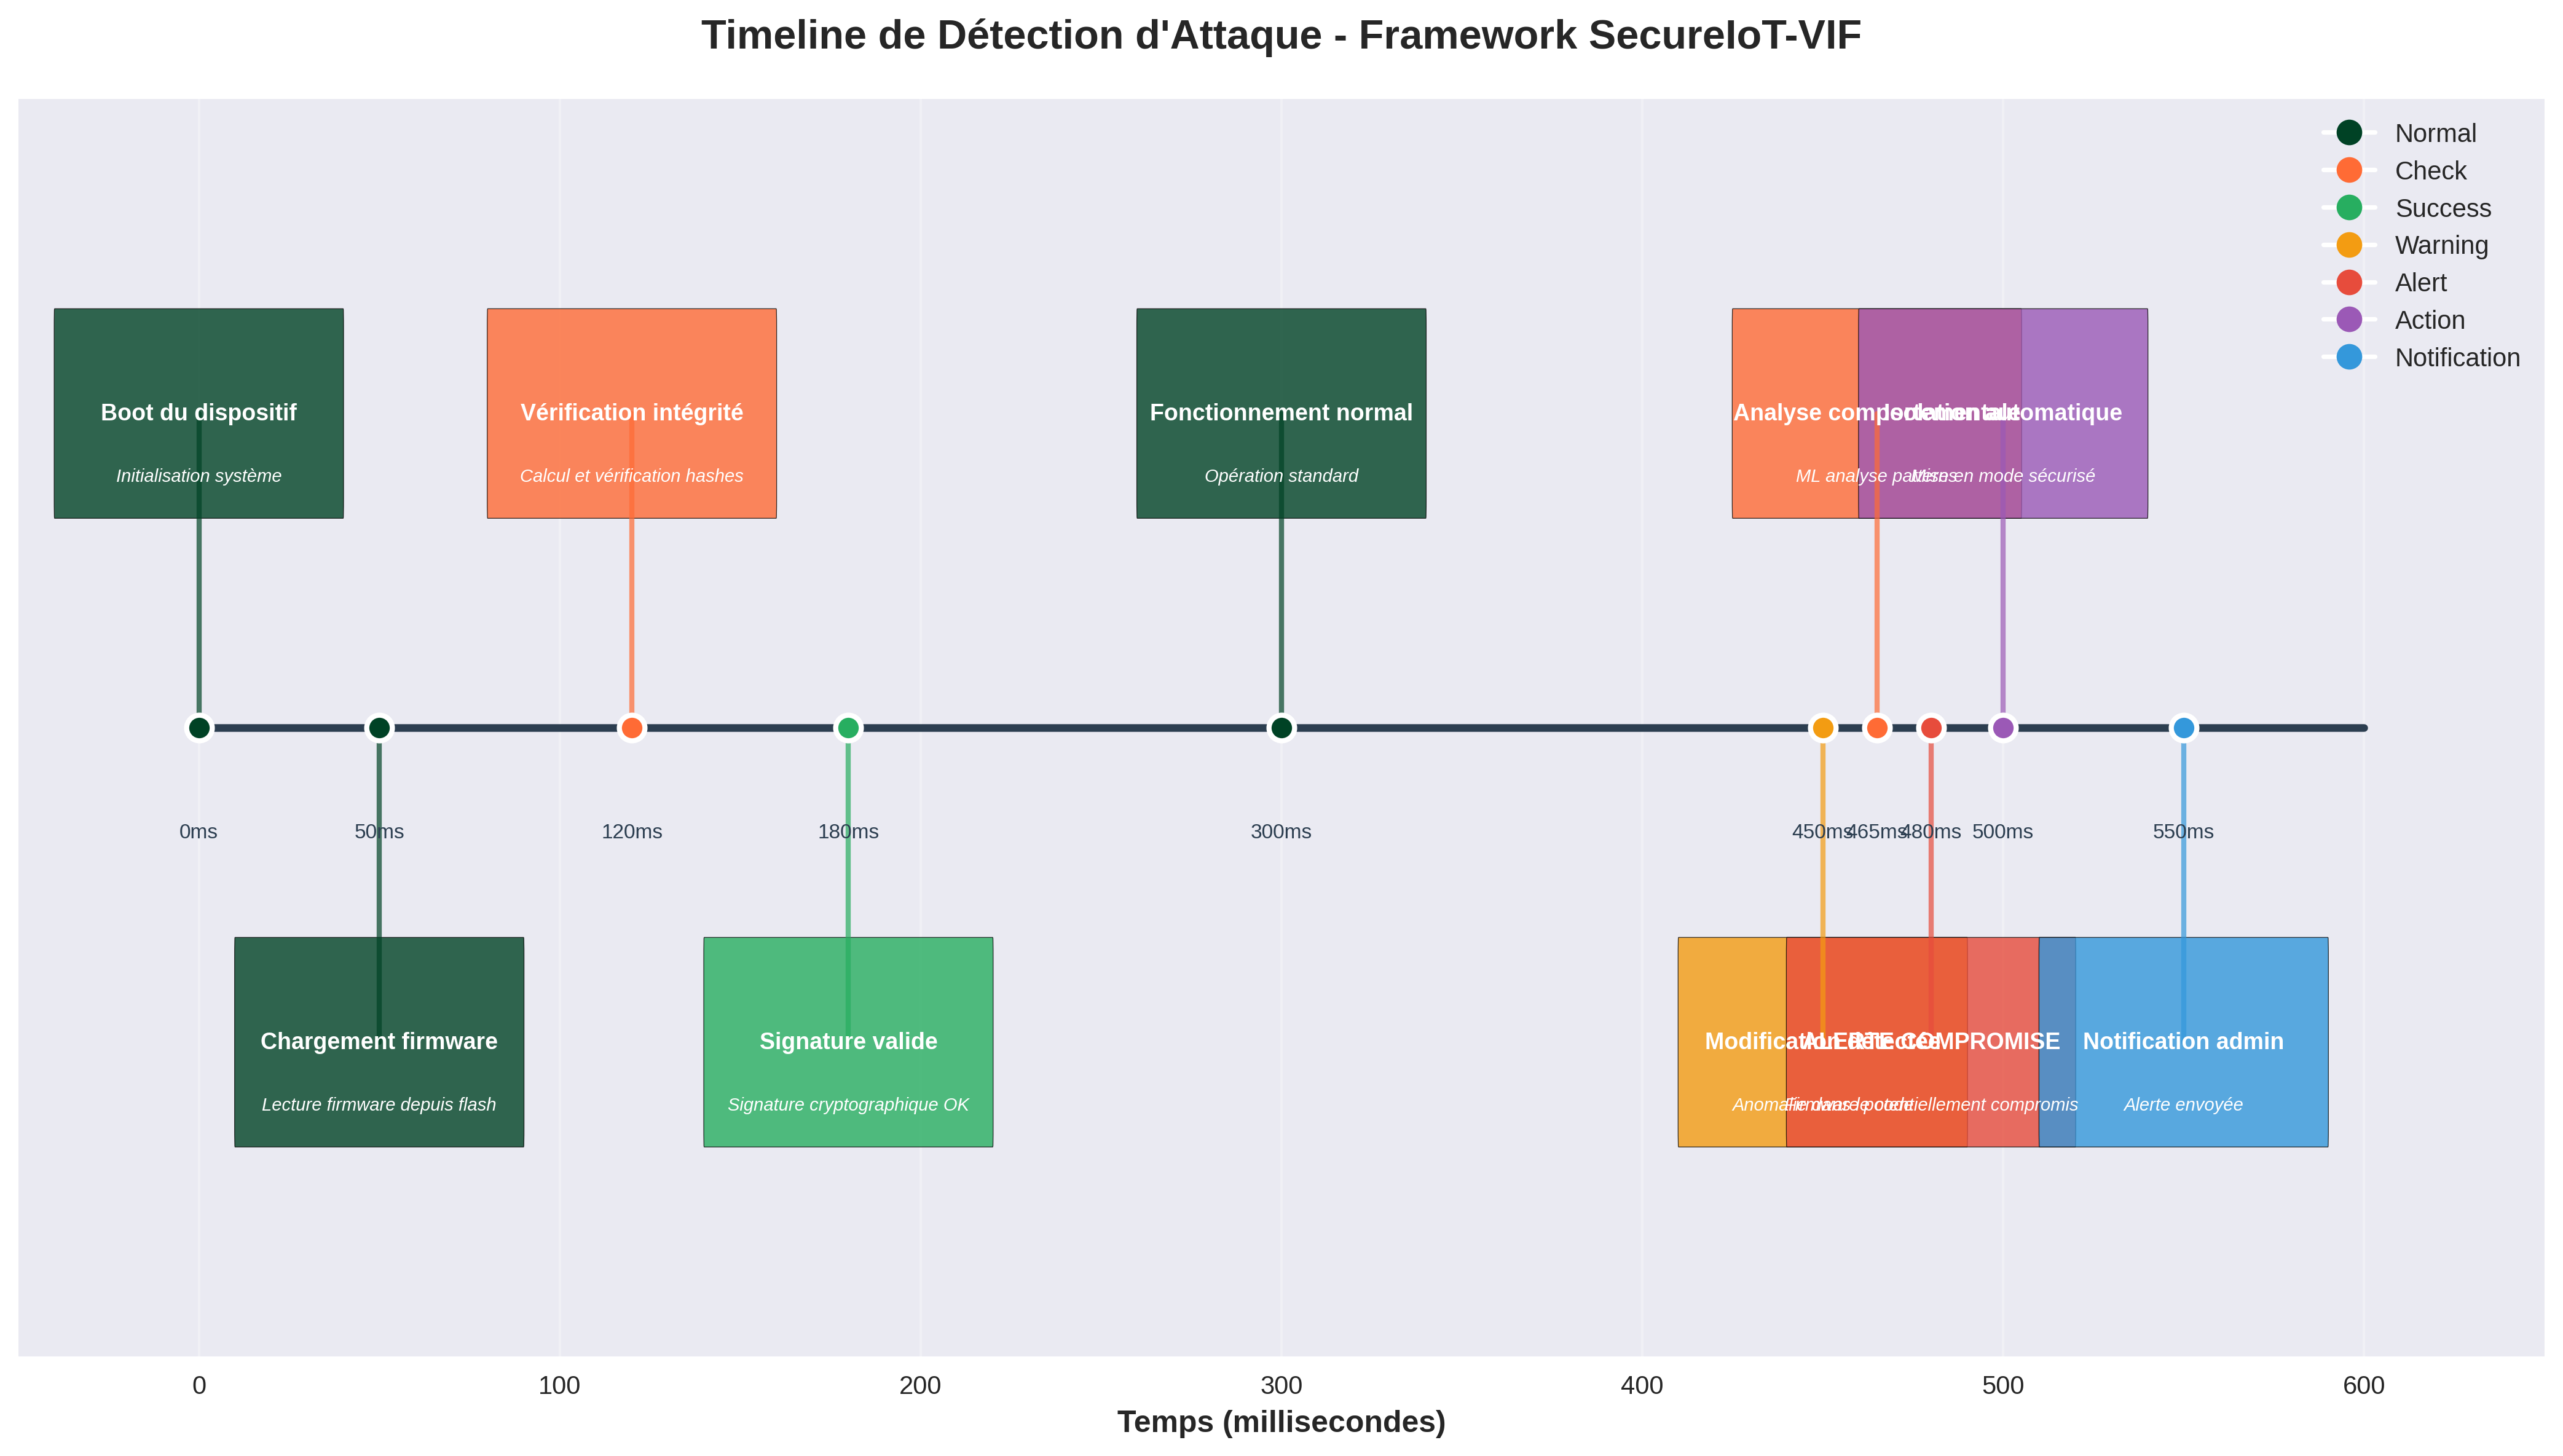 Timeline de Détection d'Attaque - Framework SecureIoT-VIF
Normal
Check
Success
Warning
Alert
Action
Notification
Boot du dispositif
Initialisation système
Vérification intégrité
Calcul et vérification hashes
Fonctionnement normal
Opération standard
Analyse comportementale
ML analyse patterns
Isolation automatique
Mise en mode sécurisé
0ms
50ms
120ms
180ms
300ms
450ms
465ms
480ms
500ms
550ms
Chargement firmware
Lecture firmware depuis flash
Signature valide
Signature cryptographique OK
Modification détectée
Anomalie dans le code
ALERTE COMPROMISE
Firmware potentiellement compromis
Notification admin
Alerte envoyée
0
100
200
300
400
500
600
Temps (millisecondes)